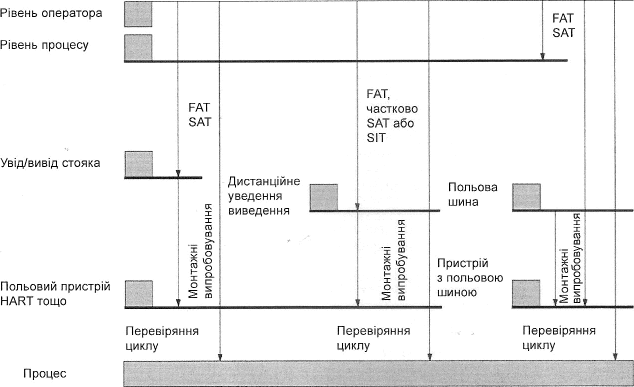 Рівень оператора
Рівень процесу
FAT
SAT
FAT
SAT
FAT,
частково
SAT або
SIT
Увід/вивід стояка
Дистанційне
уведення
виведення
Польова
шина
Монтажні
випробовування
Монтажні
випробування
Монтажні
випробовування
Польовий пристрій
HART тощо
Пристрій
з польовою
шиною
Перевіряння
циклу
Перевіряння
циклу
Перевіряння
циклу
Процес